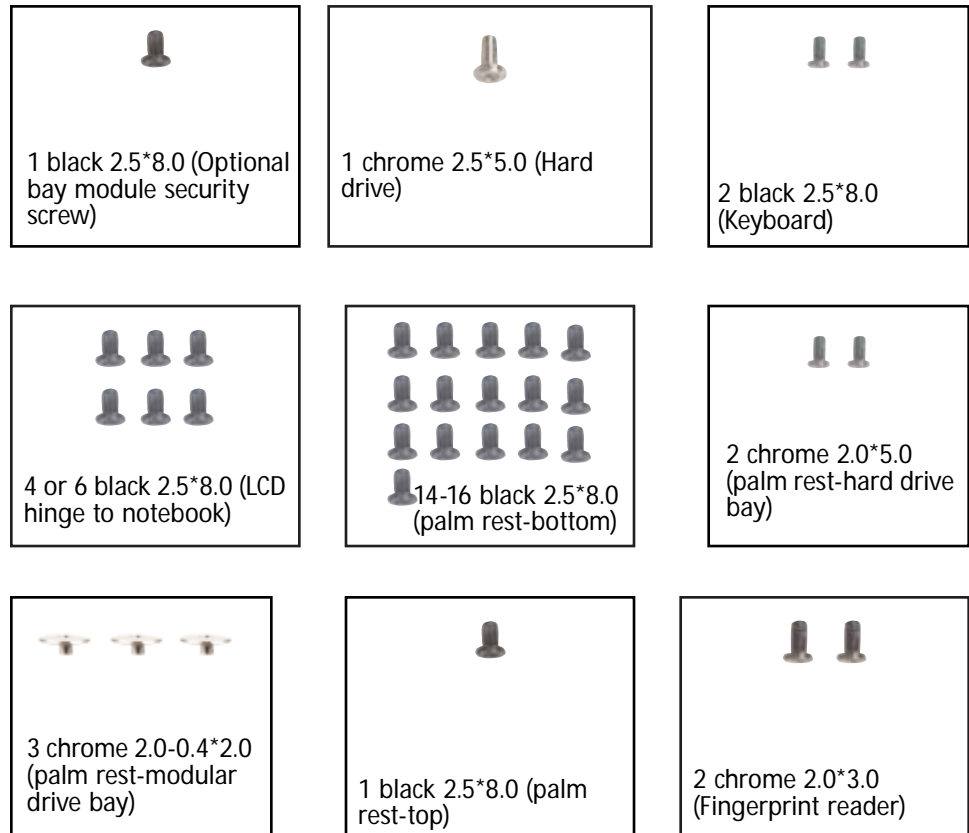 1 black 2.5*8.0 (Optional
bay module security
screw)
1 chrome 2.5*5.0 (Hard
drive)
2 black 2.5*8.0
(Keyboard)
4 or 6 black 2.5*8.0 (LCD
hinge to notebook)
14-16 black 2.5*8.0
(palm rest-bottom)
2 chrome 2.0*5.0
(palm rest-hard drive
bay)
3 chrome 2.0-0.4*2.0
(palm rest-modular
drive bay)
1 black 2.5*8.0 (palm
rest-top)
2 chrome 2.0*3.0
(Fingerprint reader)